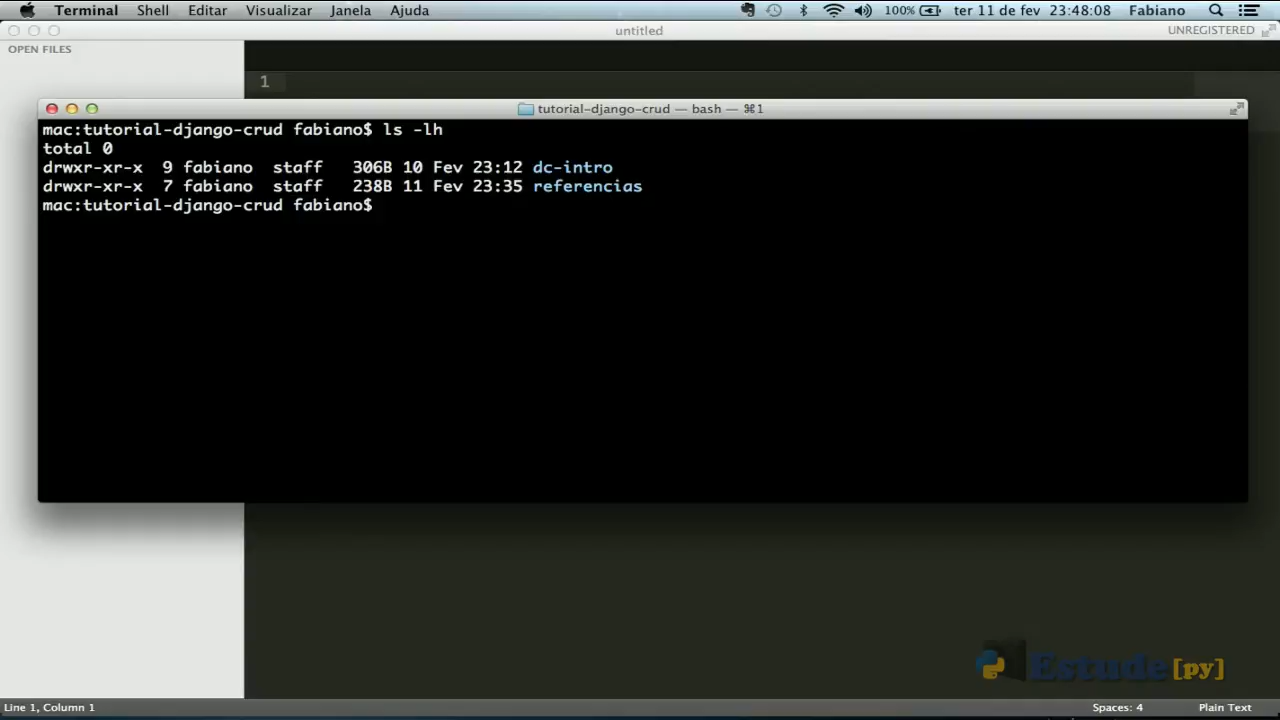 Terminal Shell Editar Visualizar Janela Ajuda 100% ter 11 de fev 23:48:08 Fabiano
untitled UNREGISTERED
OPEN FILES
1
tutorial-django-crud — bash — ⌘1
mac:tutorial-django-crud fabiano$ ls -lh
total 0
drwxr-xr-x 9 fabiano staff 306B 10 Fev 23:12 dc-intro
drwxr-xr-x 7 fabiano staff 238B 11 Fev 23:35 referencias
mac:tutorial-django-crud fabiano$
Estude[py]
Line 1, Column 1 Spaces: 4 Plain Text